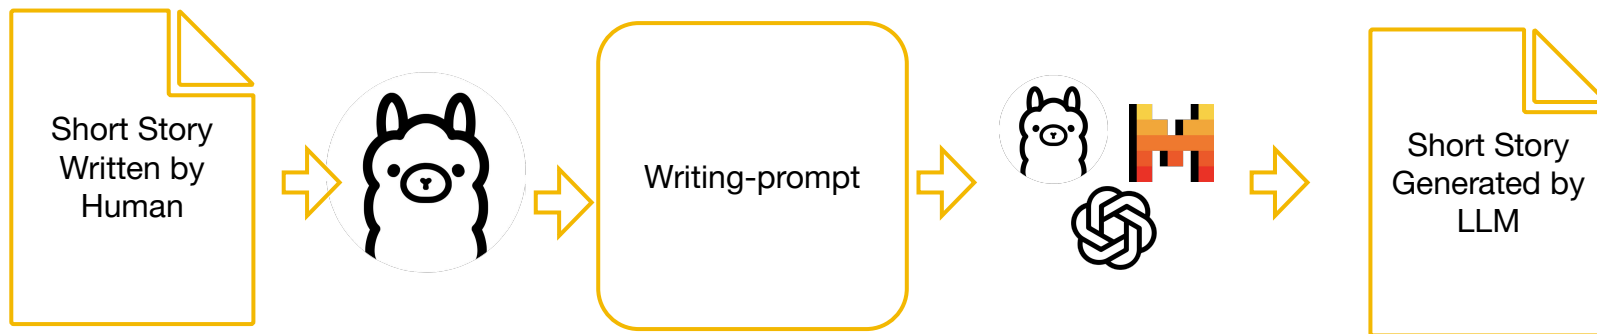 Short Story
Written by
Human
Writing-prompt
Short Story
Generated by
LLM